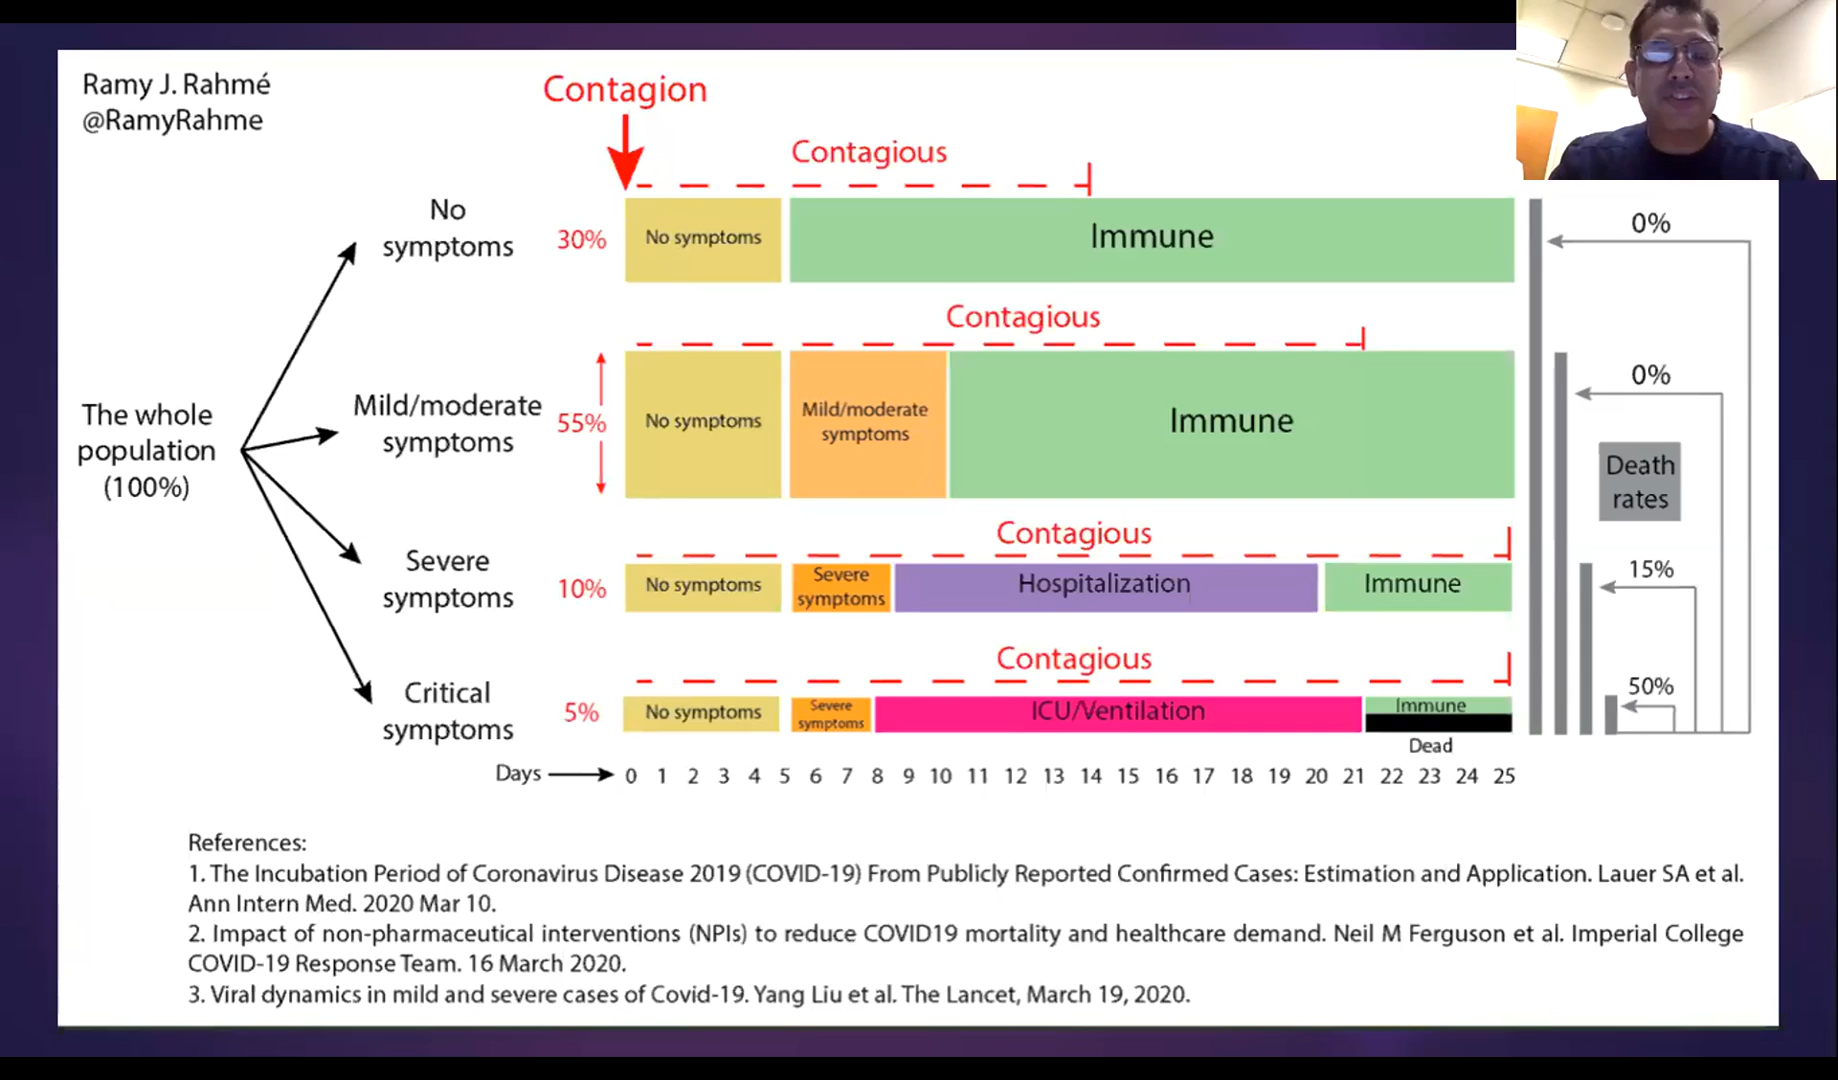 Ramy J. Rahmé
@RamyRahme
Contagion
Contagious
No
symptoms
30%
No symptoms
Immune
0%
Contagious
Mild/moderate
symptoms
55%
No symptoms
Mild/moderate
symptoms
Immune
0%
The whole
population
(100%)
Death
rates
Contagious
Severe
symptoms
10%
No symptoms
Severe
symptoms
Hospitalization
Immune
15%
Contagious
Critical
symptoms
5%
No symptoms
Severe
symptoms
ICU/Ventilation
Immune
Dead
50%
Days 0 1 2 3 4 5 6 7 8 9 10 11 12 13 14 15 16 17 18 19 20 21 22 23 24 25
References:
1. The Incubation Period of Coronavirus Disease 2019 (COVID-19) From Publicly Reported Confirmed Cases: Estimation and Application. Lauer SA et al.
Ann Intern Med. 2020 Mar 10.
2. Impact of non-pharmaceutical interventions (NPIs) to reduce COVID19 mortality and healthcare demand. Neil M Ferguson et al. Imperial College
COVID-19 Response Team. 16 March 2020.
3. Viral dynamics in mild and severe cases of Covid-19. Yang Liu et al. The Lancet, March 19, 2020.